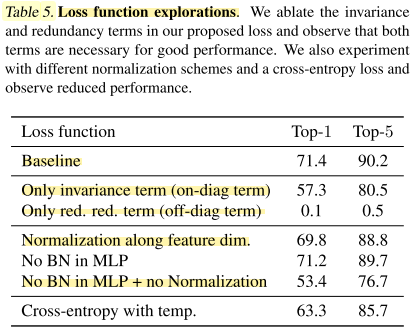 Table 5. Loss function explorations. We ablate the invariance
and redundancy terms in our proposed loss and observe that both
terms are necessary for good performance. We also experiment
with different normalization schemes and a cross-entropy loss and
observe reduced performance.
Loss function Top-1 Top-5
Baseline 71.4 90.2
Only invariance term (on-diag term) 57.3 80.5
Only red. red. term (off-diag term) 0.1 0.5
Normalization along feature dim. 69.8 88.8
No BN in MLP 71.2 89.7
No BN in MLP + no Normalization 53.4 76.7
Cross-entropy with temp. 63.3 85.7